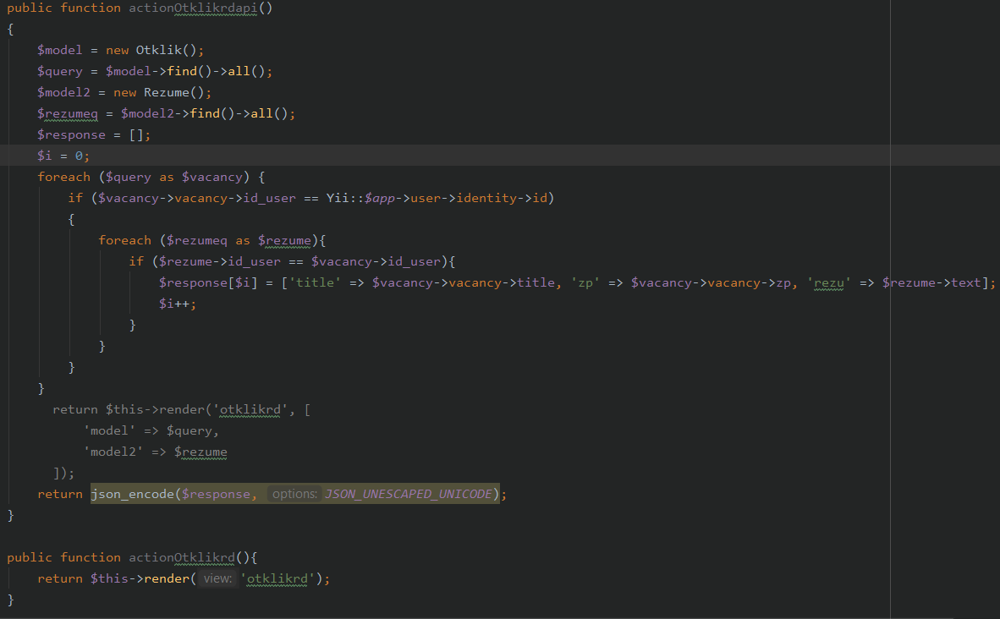 public function actionOtklikrdapi()
{
    $model = new Otklik();
    $query = $model->find()->all();
    $model2 = new Rezume();
    $rezumeq = $model2->find()->all();
    $response = [];
    $i = 0;
    foreach ($query as $vacancy) {
        if ($vacancy->vacancy->id_user == Yii::$app->user->identity->id)
        {
            foreach ($rezumeq as $rezume){
                if ($rezume->id_user == $vacancy->id_user){
                    $response[$i] = ['title' => $vacancy->vacancy->title, 'zp' => $vacancy->vacancy->zp, 'rezu' => $rezume->text];
                    $i++;
                }
            }
        }
    }
      return $this->render('otklikrd', [
          'model' => $query,
          'model2' => $rezume
      ]);
    return json_encode($response, options: JSON_UNESCAPED_UNICODE);
}

public function actionOtklikrd(){
    return $this->render( view: 'otklikrd');
}